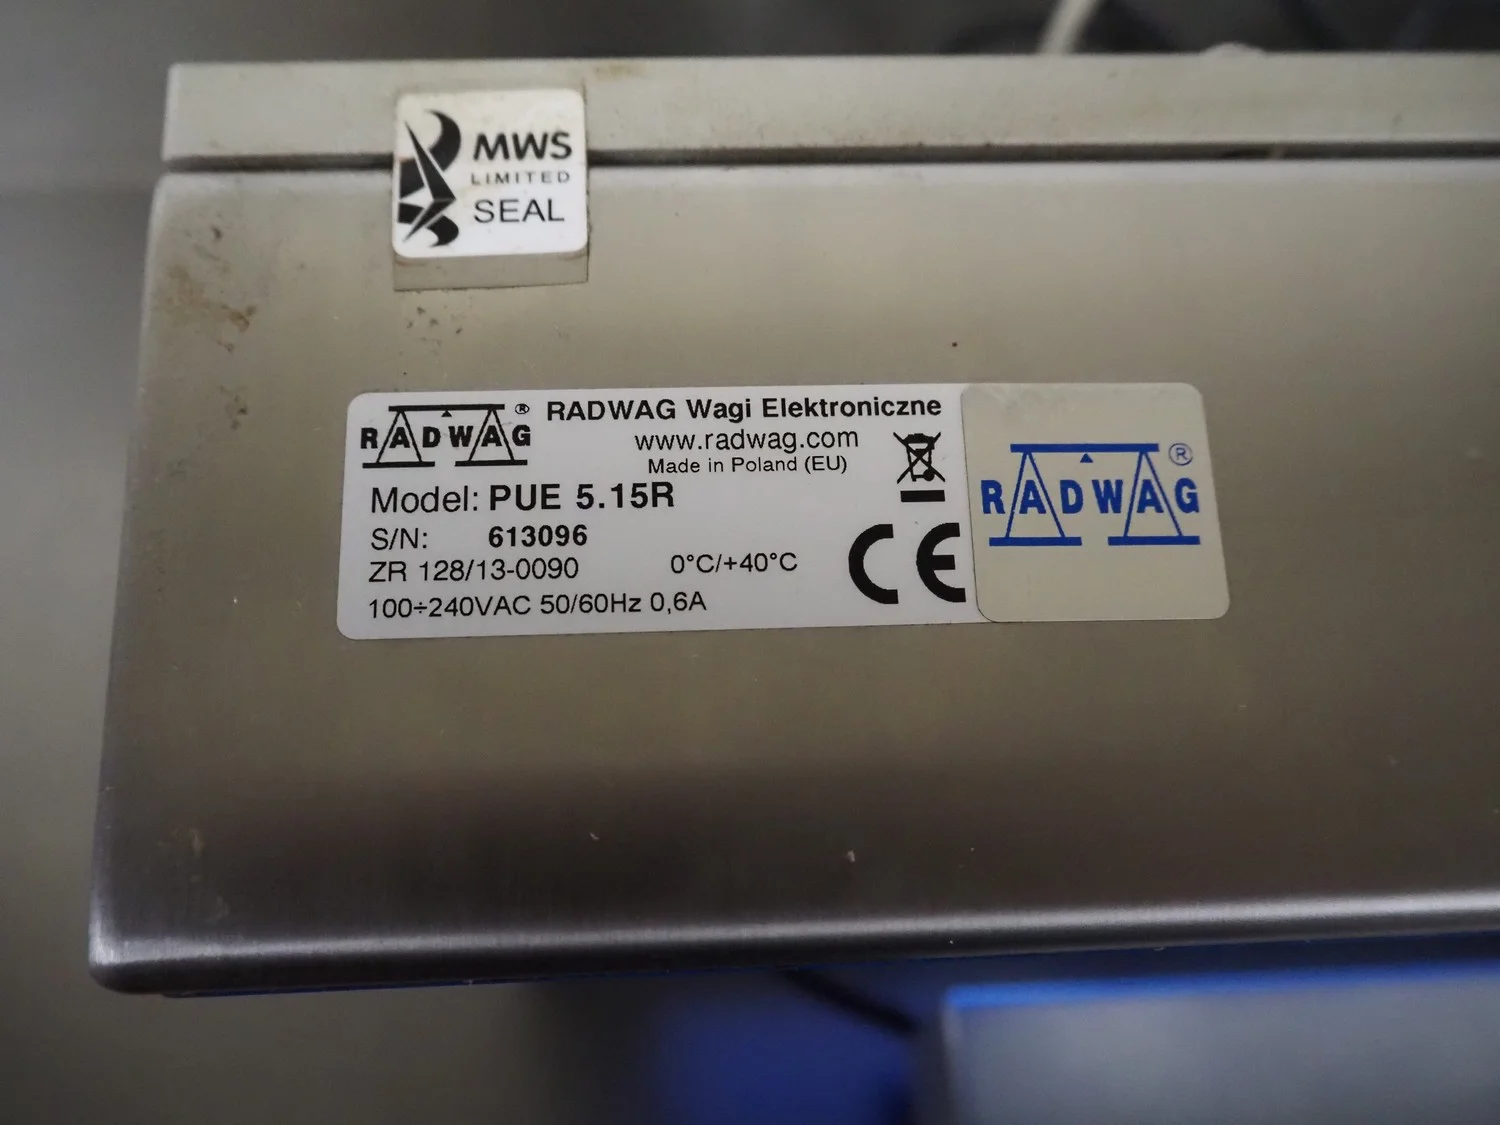 MWS
LIMITED
SEAL
RADWAG® RADWAG Wagi Elektroniczne
www.radwag.com
Made in Poland (EU)
Model: PUE 5.15R
S/N: 613096
ZR 128/13-0090 0°C/+40°C
100÷240VAC 50/60Hz 0,6A
CE
RADWAG®